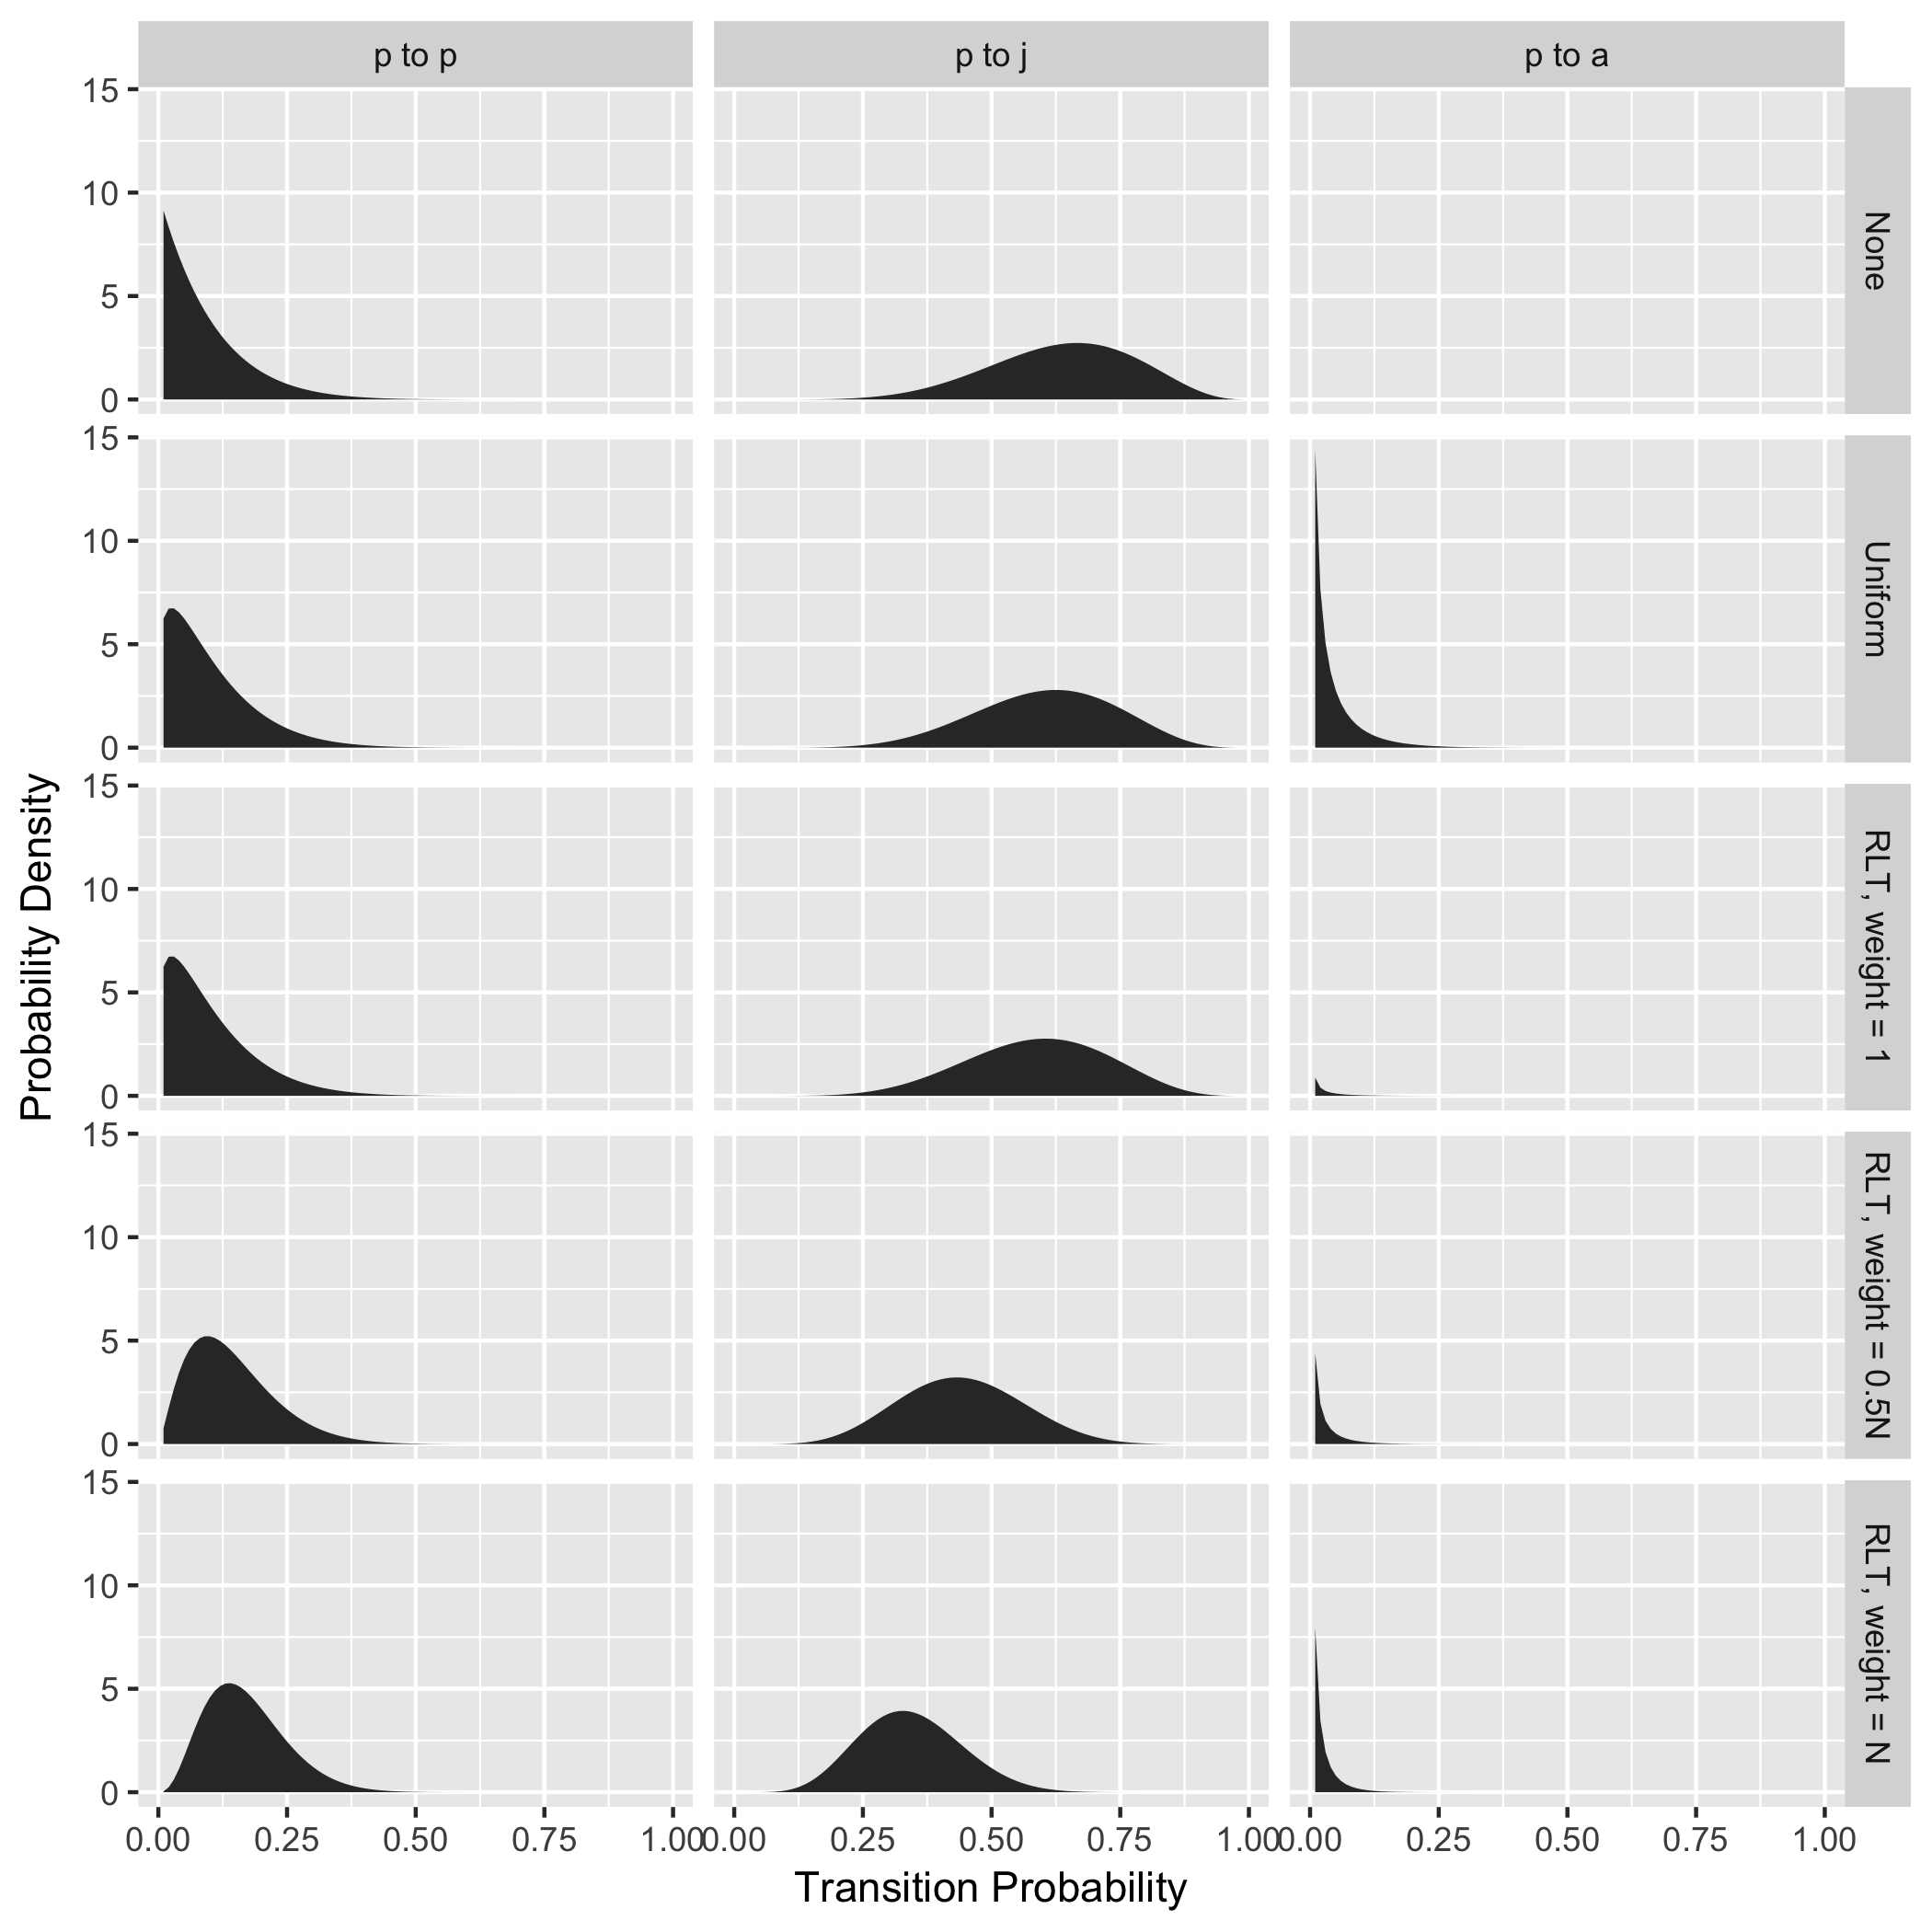 p to p
p to j
p to a
15
10
5
0
None
15
10
5
0
Uniform
15
10
5
0
RLT, weight = 1
15
10
5
0
RLT, weight = 0.5N
15
10
5
0
RLT, weight = N
Probability Density
0.00 0.25 0.50 0.75 1.00
0.00 0.25 0.50 0.75 1.00
0.00 0.25 0.50 0.75 1.00
Transition Probability